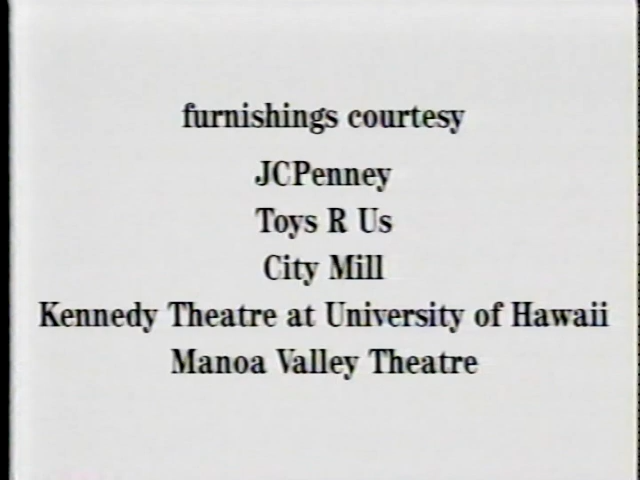 furnishings courtesy
JCPenney
Toys R Us
City Mill
Kennedy Theatre at University of Hawaii
Manoa Valley Theatre